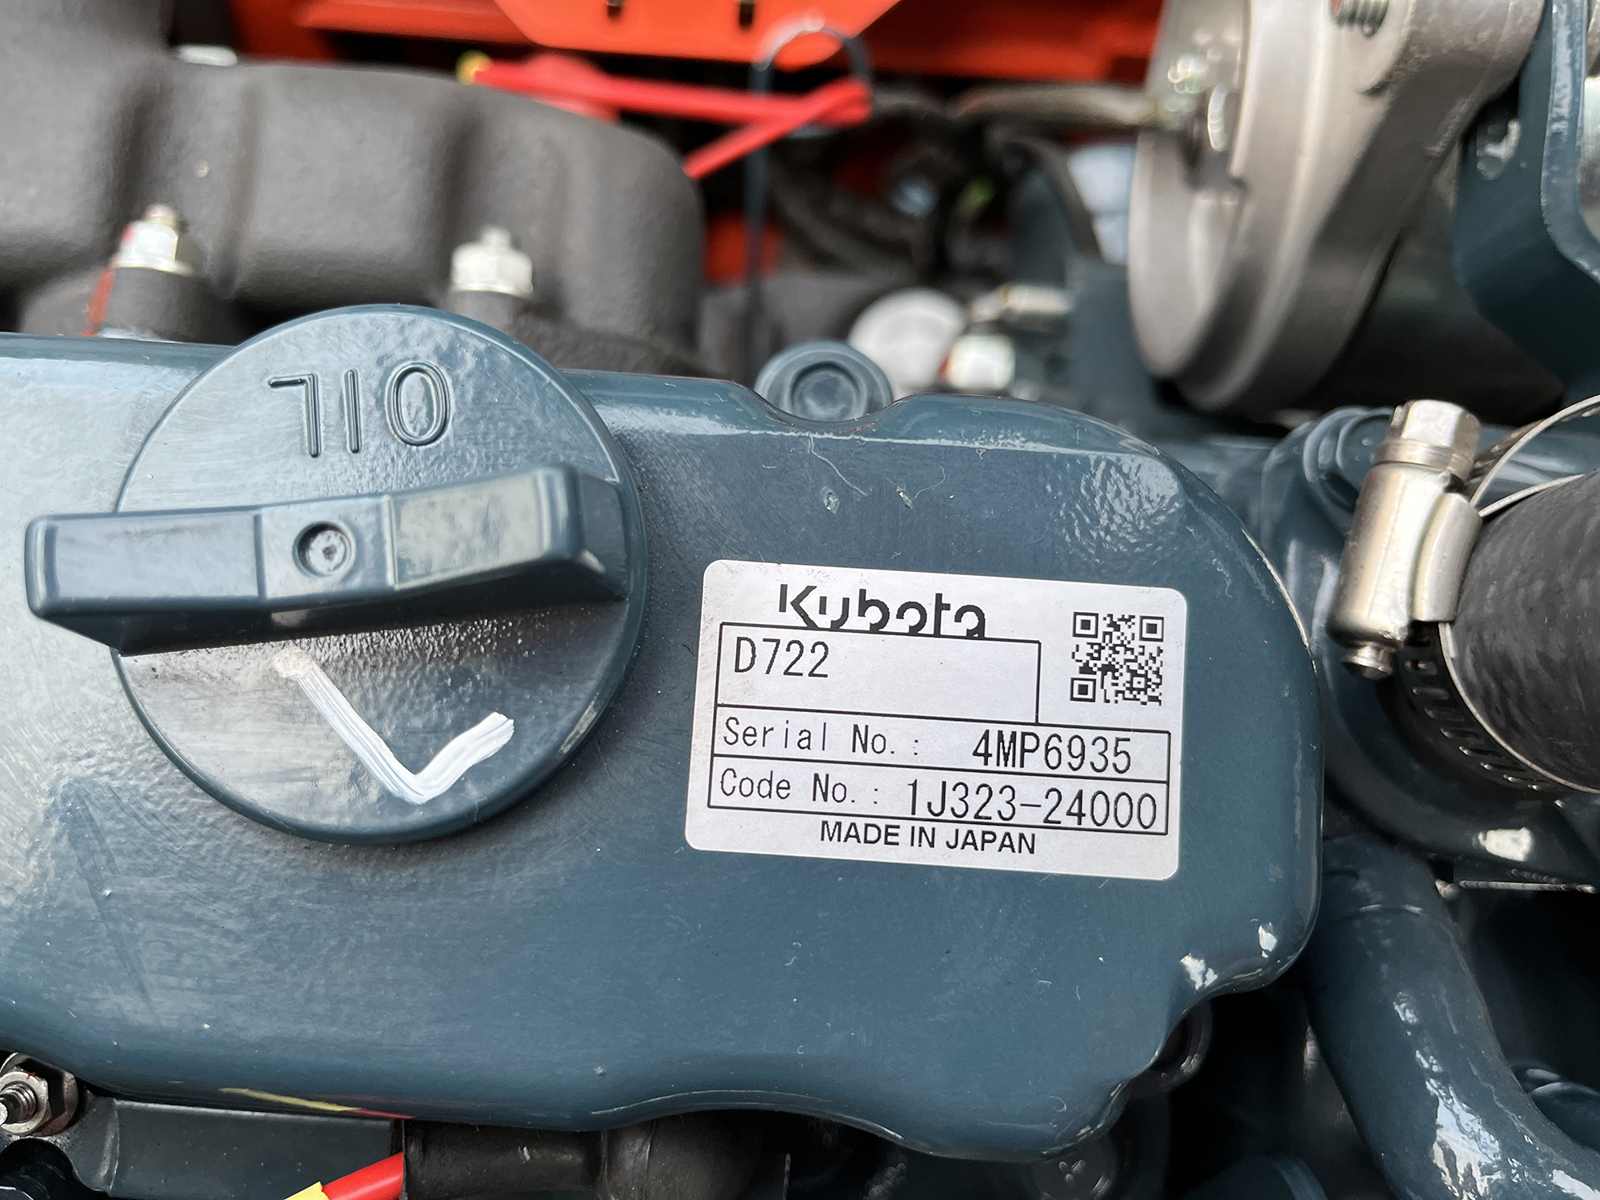 OIL
Kubota
D722
Serial No.: 4MP6935
Code No.: 1J323-24000
MADE IN JAPAN